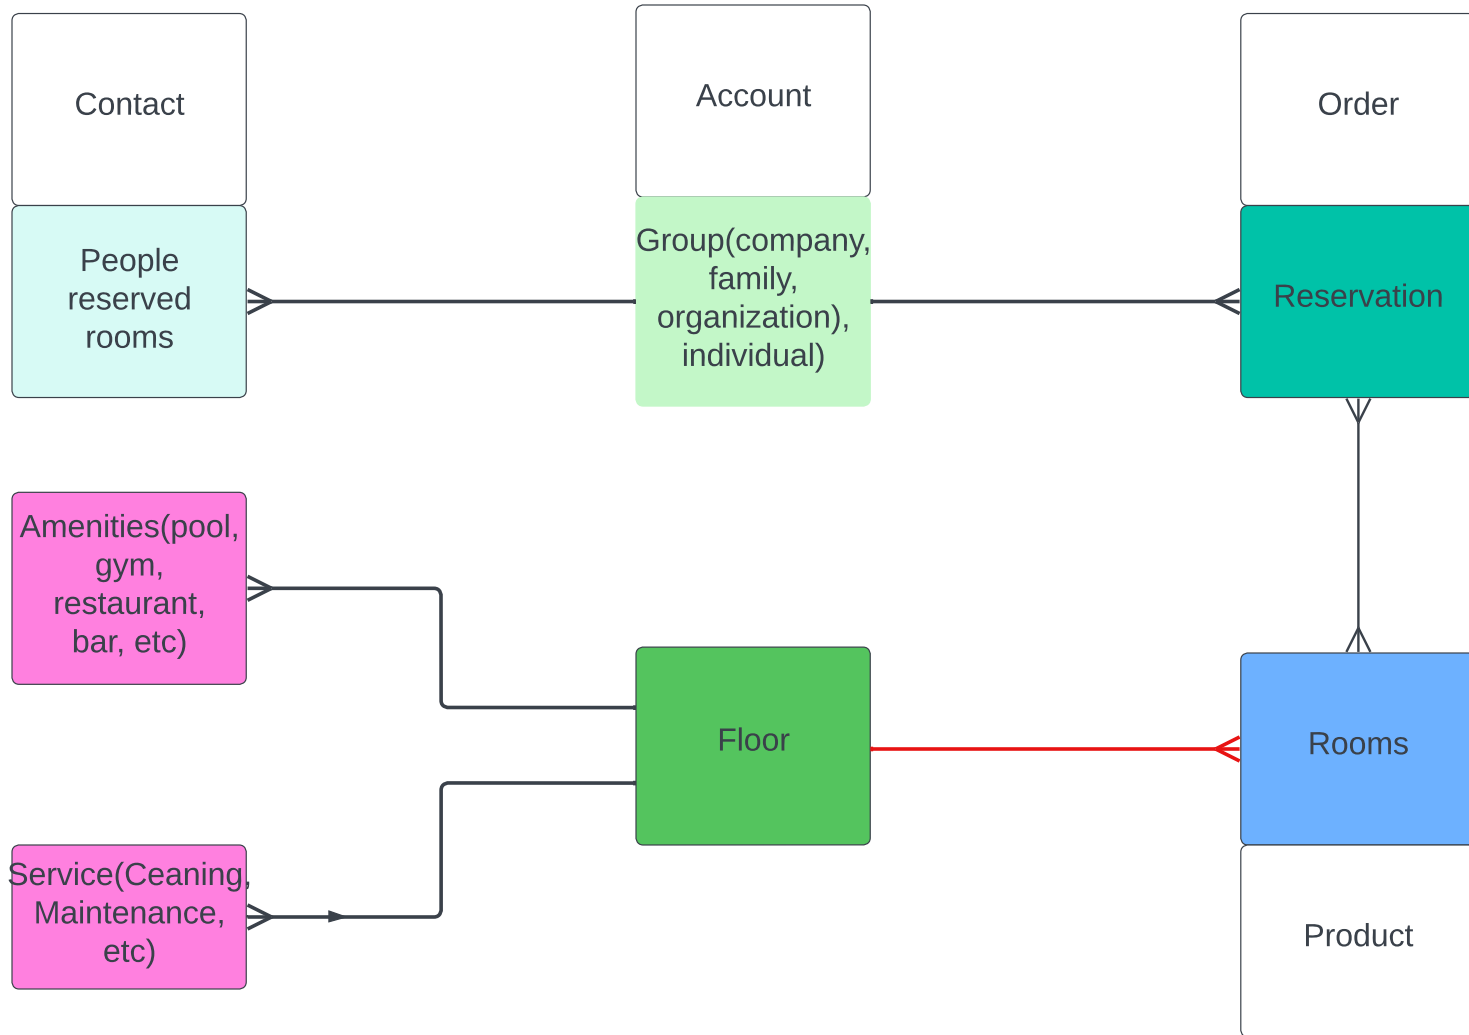 Contact
Account
Order
People
reserved
rooms
Group(company,
family,
organization),
individual)
Reservation
Amenities(pool,
gym,
restaurant,
bar, etc)
Floor
Rooms
Service(Ceaning,
Maintenance,
etc)
Product